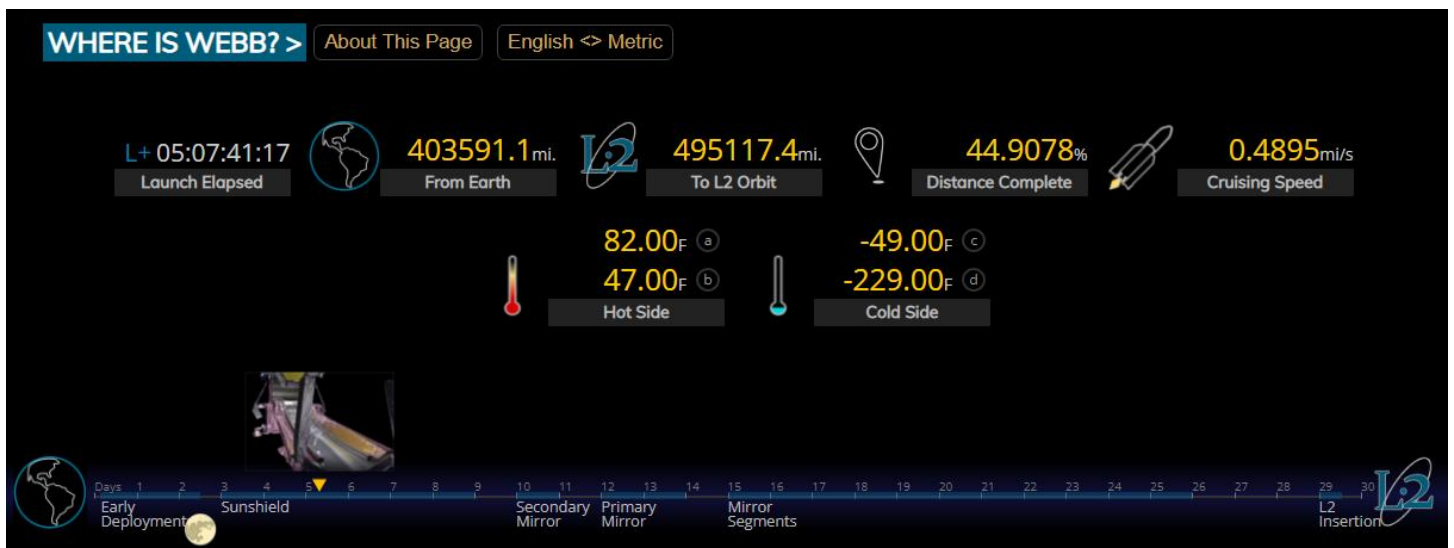 WHERE IS WEBB? > About This Page English <> Metric
L+ 05:07:41:17 403591.1mi. L2 495117.4mi. 44.9078% 0.4895mi/s
Launch Elapsed From Earth To L2 Orbit Distance Complete Cruising Speed
82.00F a -49.00F c
47.00F b -229.00F d
Hot Side Cold Side
Days 1 2 3 4 5 6 7 8 9 10 11 12 13 14 15 16 17 18 19 20 21 22 23 24 25 26 27 28 29 30 L2
Early Sunshield Secondary Primary Mirror L2
Deployment Mirror Mirror Segments Insertion